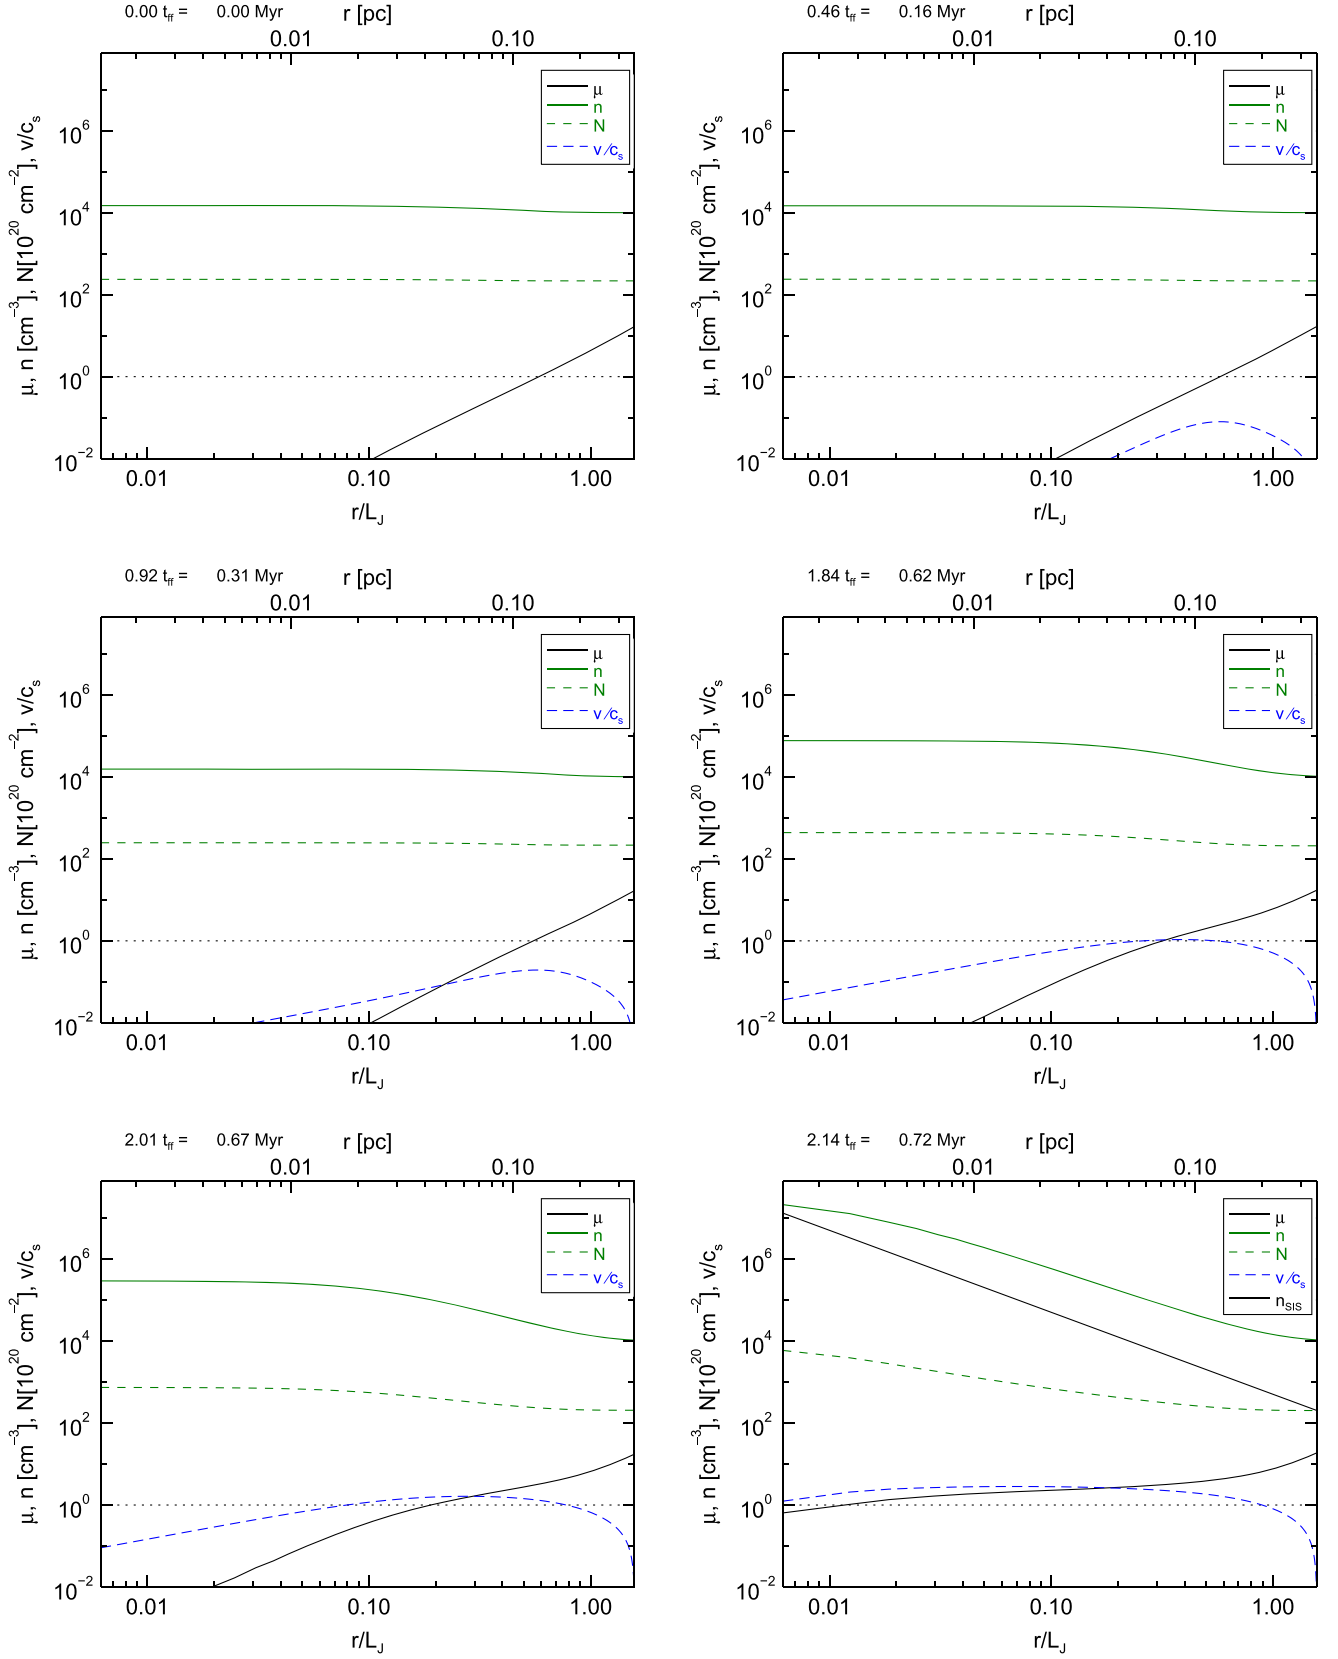 0.00 t_ff = 0.00 Myr r [pc]
0.01 0.10
μ
n
N
v/c_s
10^6
10^4
10^2
10^0
10^−2
μ, n [cm^−3], N[10^20 cm^−2], v/c_s
0.01 0.10 1.00
r/L_J
0.46 t_ff = 0.16 Myr r [pc]
0.01 0.10
μ
n
N
v/c_s
10^6
10^4
10^2
10^0
10^−2
μ, n [cm^−3], N[10^20 cm^−2], v/c_s
0.01 0.10 1.00
r/L_J
0.92 t_ff = 0.31 Myr r [pc]
0.01 0.10
μ
n
N
v/c_s
10^6
10^4
10^2
10^0
10^−2
μ, n [cm^−3], N[10^20 cm^−2], v/c_s
0.01 0.10 1.00
r/L_J
1.84 t_ff = 0.62 Myr r [pc]
0.01 0.10
μ
n
N
v/c_s
10^6
10^4
10^2
10^0
10^−2
μ, n [cm^−3], N[10^20 cm^−2], v/c_s
0.01 0.10 1.00
r/L_J
2.01 t_ff = 0.67 Myr r [pc]
0.01 0.10
μ
n
N
v/c_s
10^6
10^4
10^2
10^0
10^−2
μ, n [cm^−3], N[10^20 cm^−2], v/c_s
0.01 0.10 1.00
r/L_J
2.14 t_ff = 0.72 Myr r [pc]
0.01 0.10
μ
n
N
v/c_s
n_SIS
10^6
10^4
10^2
10^0
10^−2
μ, n [cm^−3], N[10^20 cm^−2], v/c_s
0.01 0.10 1.00
r/L_J